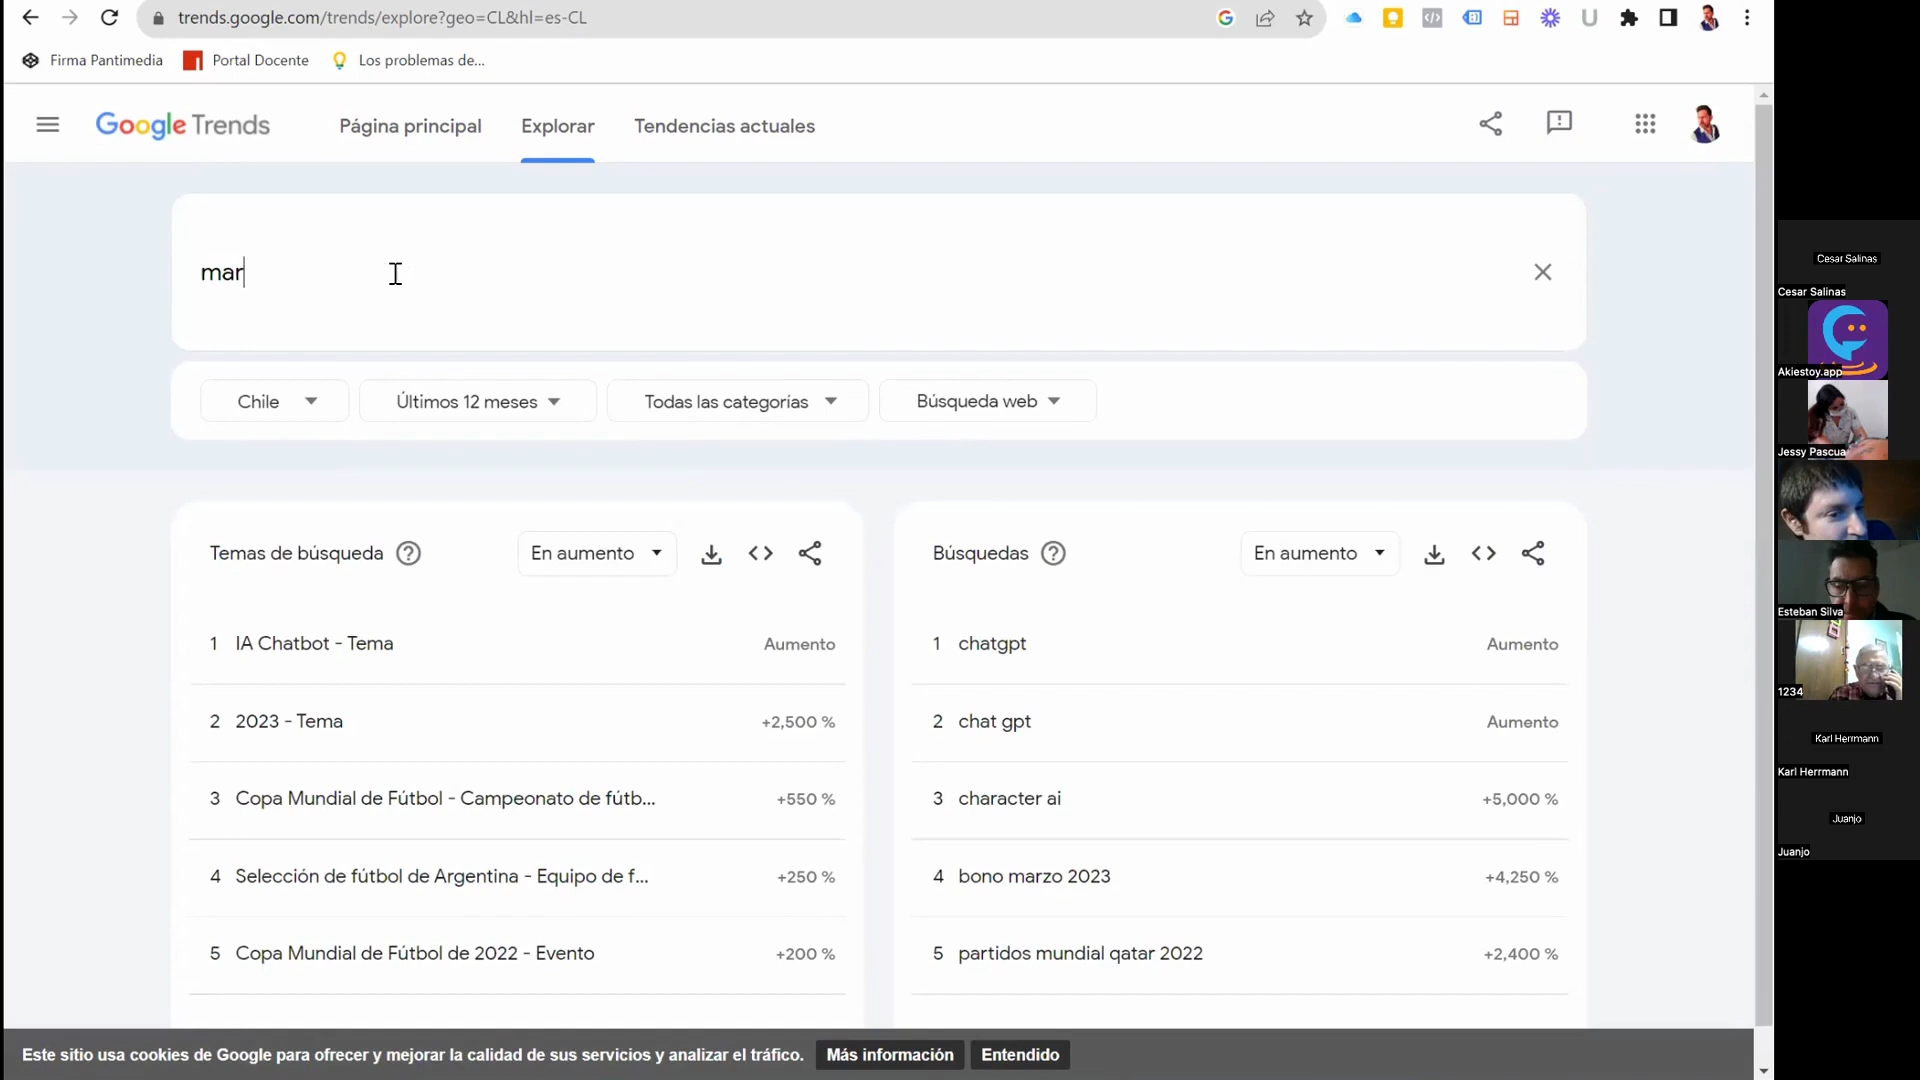 trends.google.com/trends/explore?geo=CL&hl=es-CL
Firma Pantimedia
Portal Docente
Los problemas de...
Google Trends
Página principal
Explorar
Tendencias actuales
mar
Chile
Últimos 12 meses
Todas las categorías
Búsqueda web
Temas de búsqueda
En aumento
1 IA Chatbot - Tema Aumento
2 2023 - Tema +2,500 %
3 Copa Mundial de Fútbol - Campeonato de fútb... +550 %
4 Selección de fútbol de Argentina - Equipo de f... +250 %
5 Copa Mundial de Fútbol de 2022 - Evento +200 %
Búsquedas
En aumento
1 chatgpt Aumento
2 chat gpt Aumento
3 character ai +5,000 %
4 bono marzo 2023 +4,250 %
5 partidos mundial qatar 2022 +2,400 %
Este sitio usa cookies de Google para ofrecer y mejorar la calidad de sus servicios y analizar el tráfico.
Más información
Entendido
Cesar Salinas
Cesar Salinas
Akiestoy.app
Jessy Pascua
Esteban Silva
1234
Karl Herrmann
Karl Herrmann
Juanjo
Juanjo